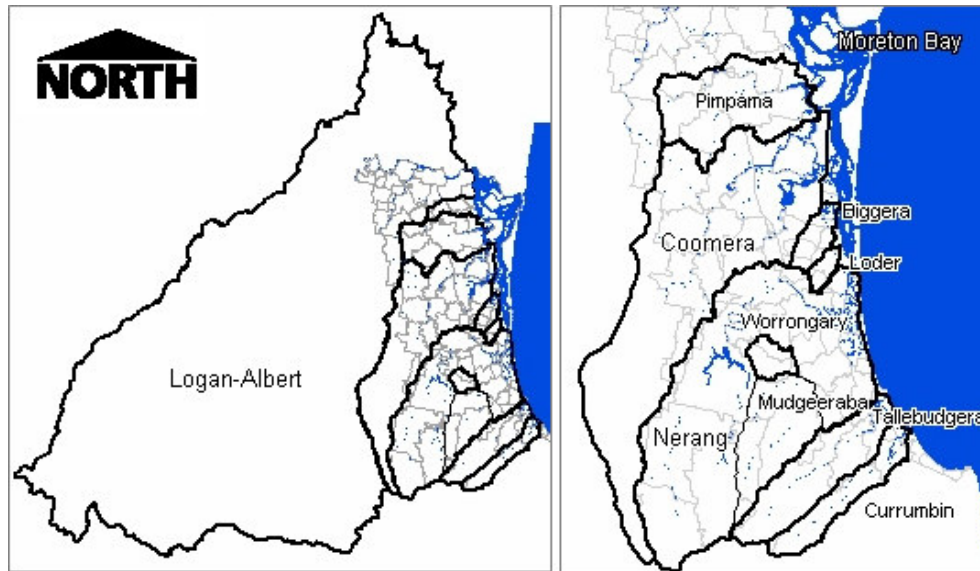 NORTH
Logan-Albert
Moreton Bay
Pimpama
Biggera
Coomera
Loder
Worrongary
Mudgeeraba
Tallebudgera
Nerang
Currumbin